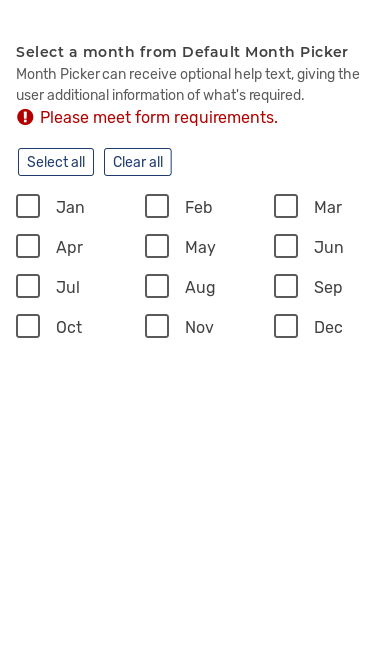 Select a month from Default Month Picker
Month Picker can receive optional help text, giving the
user additional information of what's required.
Please meet form requirements.
Select all Clear all
Jan Feb Mar
Apr May Jun
Jul Aug Sep
Oct Nov Dec